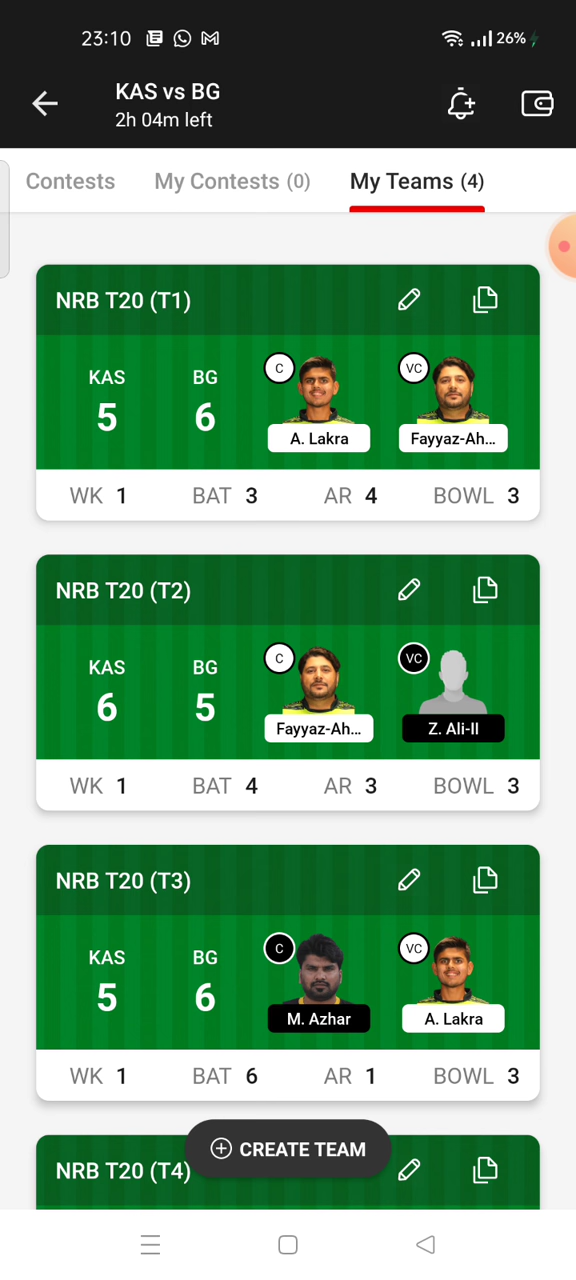 23:10 26%
KAS vs BG
2h 04m left
Contests My Contests (0) My Teams (4)
NRB T20 (T1)
KAS BG C VC
5 6
A. Lakra Fayyaz-Ah...
WK 1 BAT 3 AR 4 BOWL 3
NRB T20 (T2)
KAS BG C VC
6 5
Fayyaz-Ah... Z. Ali-II
WK 1 BAT 4 AR 3 BOWL 3
NRB T20 (T3)
KAS BG C VC
5 6
M. Azhar A. Lakra
WK 1 BAT 6 AR 1 BOWL 3
CREATE TEAM
NRB T20 (T4)